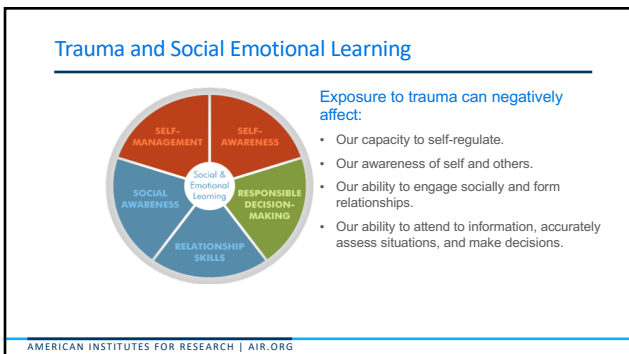 Trauma and Social Emotional Learning
SELF-
MANAGEMENT
SELF-
AWARENESS
SOCIAL
AWARENESS
Social &
Emotional
Learning
RESPONSIBLE
DECISION-
MAKING
RELATIONSHIP
SKILLS
Exposure to trauma can negatively
affect:
• Our capacity to self-regulate.
• Our awareness of self and others.
• Our ability to engage socially and form
relationships.
• Our ability to attend to information, accurately
assess situations, and make decisions.
AMERICAN INSTITUTES FOR RESEARCH | AIR.ORG